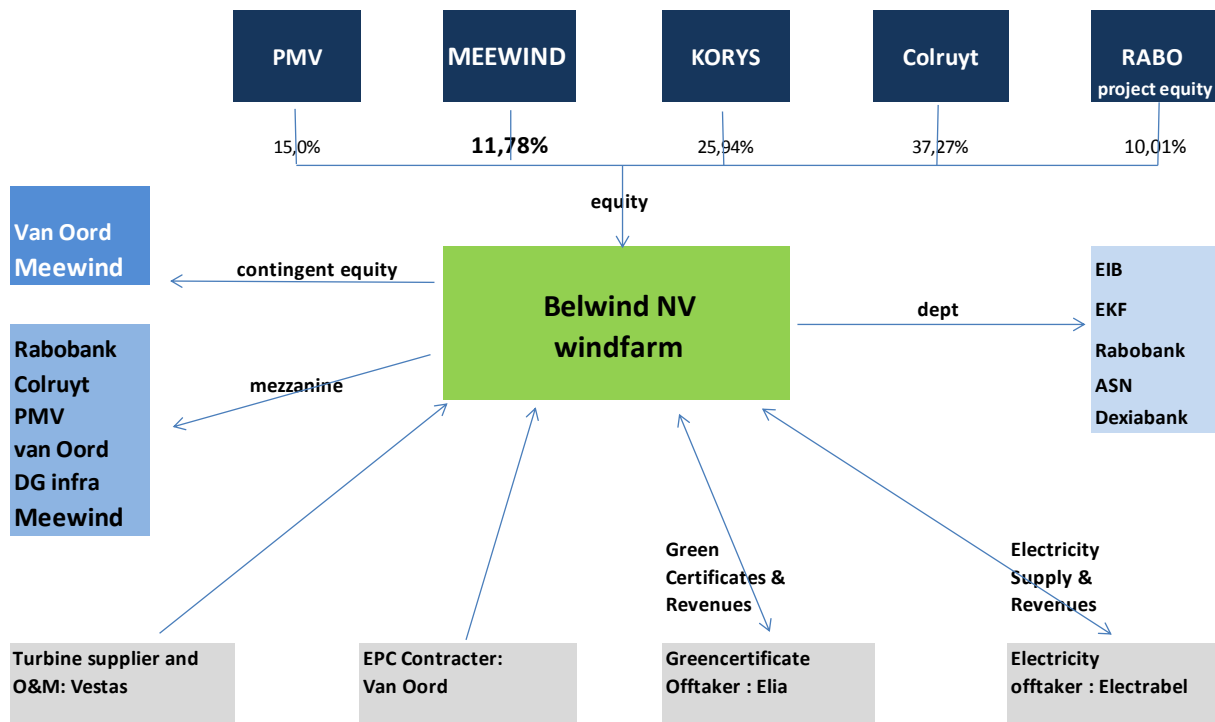 PMV
MEEWIND
KORYS
Colruyt
RABO
project equity
15,0%
11,78%
25,94%
37,27%
10,01%
equity
Van Oord
Meewind
contingent equity
Belwind NV
windfarm
dept
EIB
EKF
Rabobank
ASN
Dexiabank
Rabobank
Colruyt
PMV
van Oord
DG infra
Meewind
mezzanine
Green
Certificates &
Revenues
Electricity
Supply &
Revenues
Turbine supplier and
O&M: Vestas
EPC Contracter:
Van Oord
Greencertificate
Offtaker : Elia
Electricity
offtaker : Electrabel